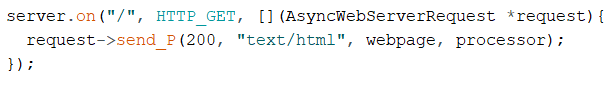 server.on("/", HTTP_GET, [](AsyncWebServerRequest *request){
  request->send_P(200, "text/html", webpage, processor);
});